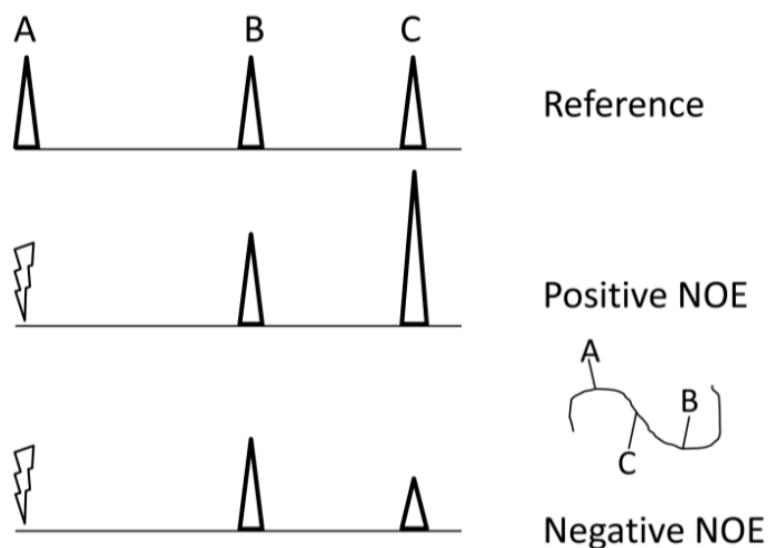 A B C
Reference
Positive NOE
A
B
C
Negative NOE